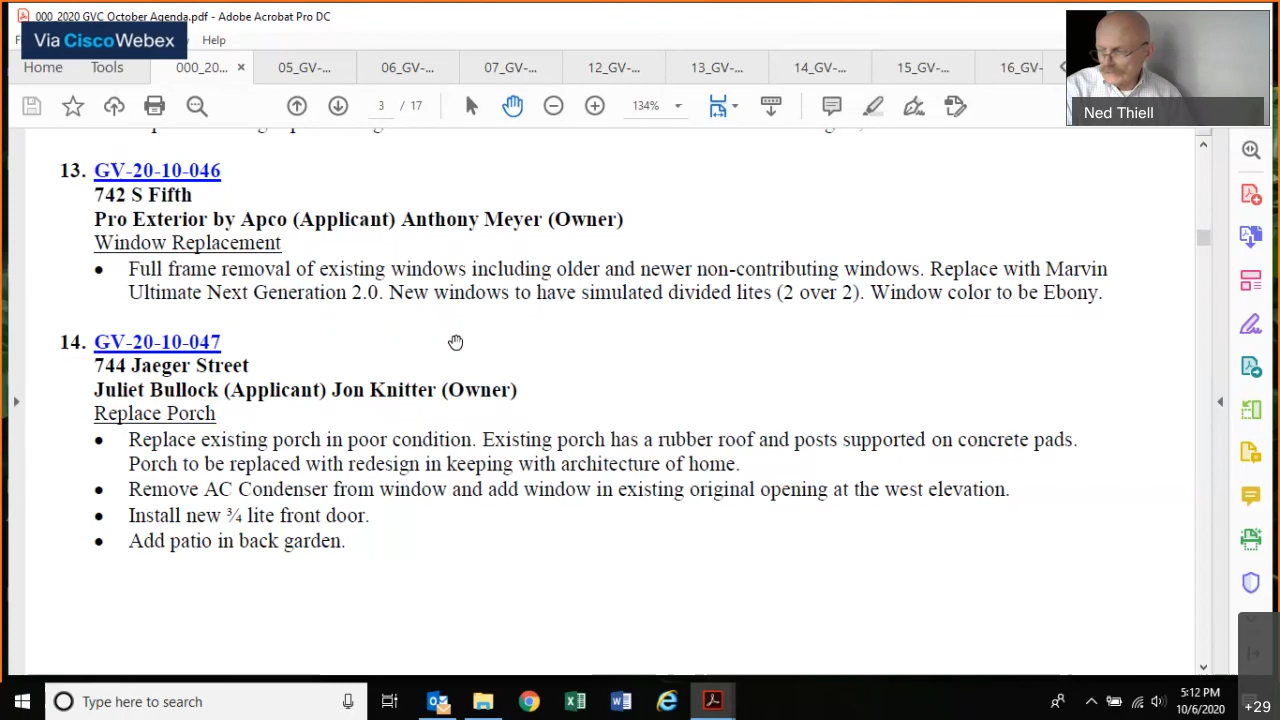 000_2020 GVC October Agenda.pdf - Adobe Acrobat Pro DC
Via CiscoWebex
Help
Home Tools 000_20... × 05_GV-... 06_GV-... 07_GV-... 12_GV-... 13_GV-... 14_GV-... 15_GV-... 16_GV-
3 / 17 134%
Ned Thiell
13. GV-20-10-046
742 S Fifth
Pro Exterior by Apco (Applicant) Anthony Meyer (Owner)
Window Replacement
• Full frame removal of existing windows including older and newer non-contributing windows. Replace with Marvin
Ultimate Next Generation 2.0. New windows to have simulated divided lites (2 over 2). Window color to be Ebony.
14. GV-20-10-047
744 Jaeger Street
Juliet Bullock (Applicant) Jon Knitter (Owner)
Replace Porch
• Replace existing porch in poor condition. Existing porch has a rubber roof and posts supported on concrete pads.
Porch to be replaced with redesign in keeping with architecture of home.
• Remove AC Condenser from window and add window in existing original opening at the west elevation.
• Install new ¾ lite front door.
• Add patio in back garden.
Type here to search
5:12 PM
10/6/2020
+29